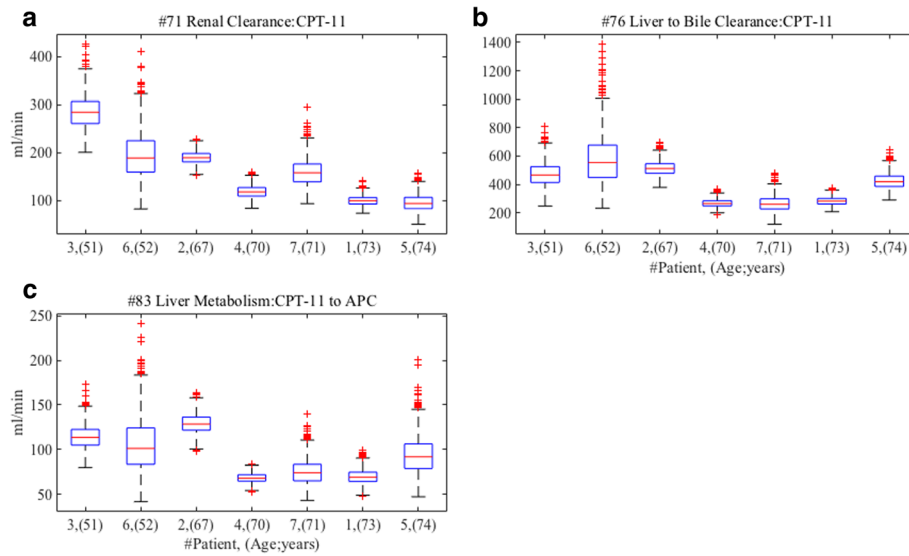 a
#71 Renal Clearance:CPT-11
ml/min
400
300
200
100
3,(51) 6,(52) 2,(67) 4,(70) 7,(71) 1,(73) 5,(74)
b
#76 Liver to Bile Clearance:CPT-11
1400
1200
1000
800
600
400
200
3,(51) 6,(52) 2,(67) 4,(70) 7,(71) 1,(73) 5,(74)
#Patient, (Age;years)
c
#83 Liver Metabolism:CPT-11 to APC
ml/min
250
200
150
100
50
3,(51) 6,(52) 2,(67) 4,(70) 7,(71) 1,(73) 5,(74)
#Patient, (Age;years)